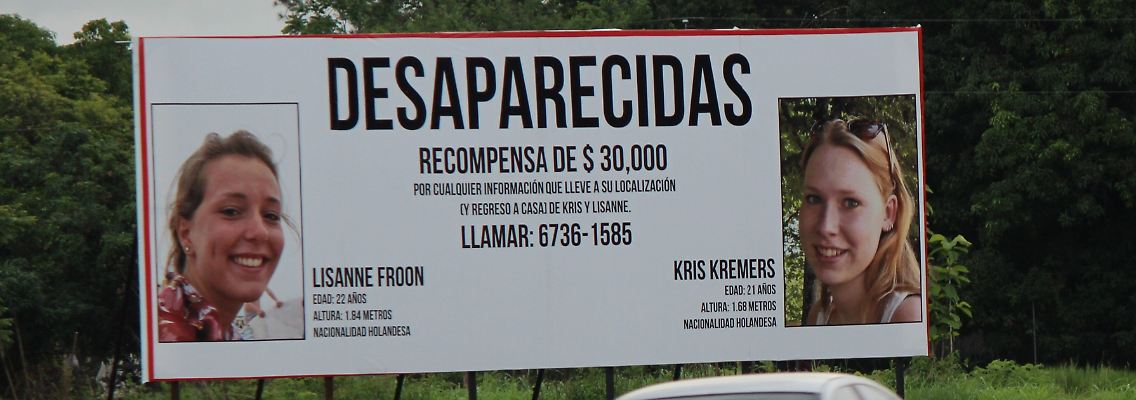 DESAPARECIDAS
RECOMPENSA DE $ 30,000
POR CUALQUIER INFORMACIÓN QUE LLEVE A SU LOCALIZACIÓN
(Y REGRESO A CASA) DE KRIS Y LISANNE.
LLAMAR: 6736-1585
LISANNE FROON
EDAD: 22 AÑOS
ALTURA: 1.84 METROS
NACIONALIDAD HOLANDESA
KRIS KREMERS
EDAD: 21 AÑOS
ALTURA: 1.68 METROS
NACIONALIDAD HOLANDESA